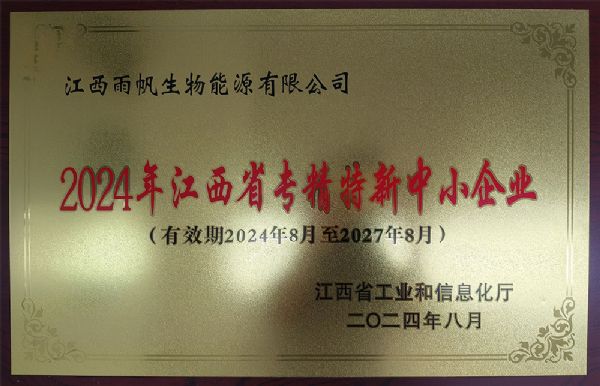 江西雨帆生物能源有限公司
2024年江西省专精特新中小企业
（有效期2024年8月至2027年8月）
江西省工业和信息化厅
二〇二四年八月